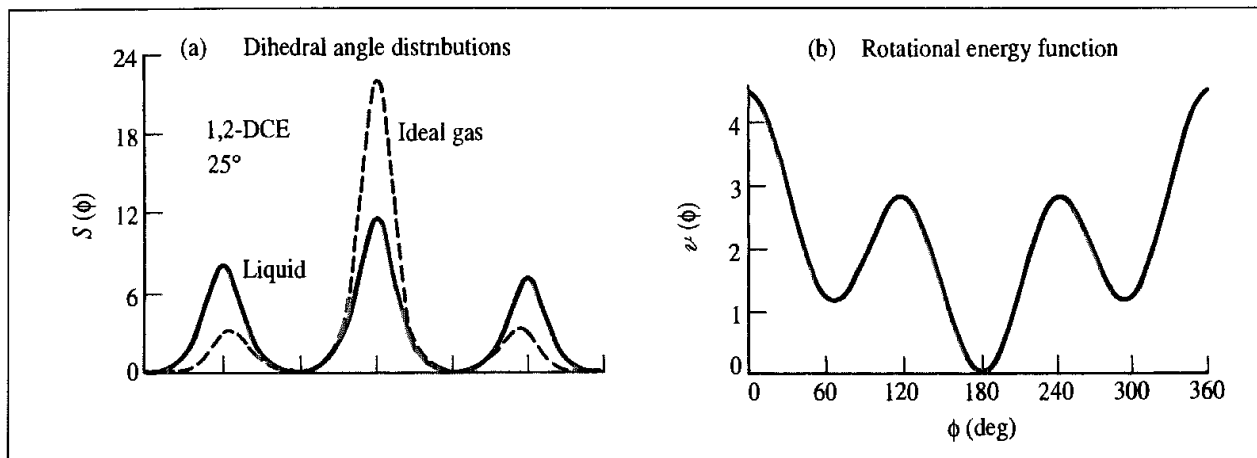 (a) Dihedral angle distributions
24
18
12
6
0
S (ϕ)
1,2-DCE
25°
Ideal gas
Liquid
(b) Rotational energy function
4
3
2
1
0
𝓋 (ϕ)
0 60 120 180 240 300 360
ϕ (deg)